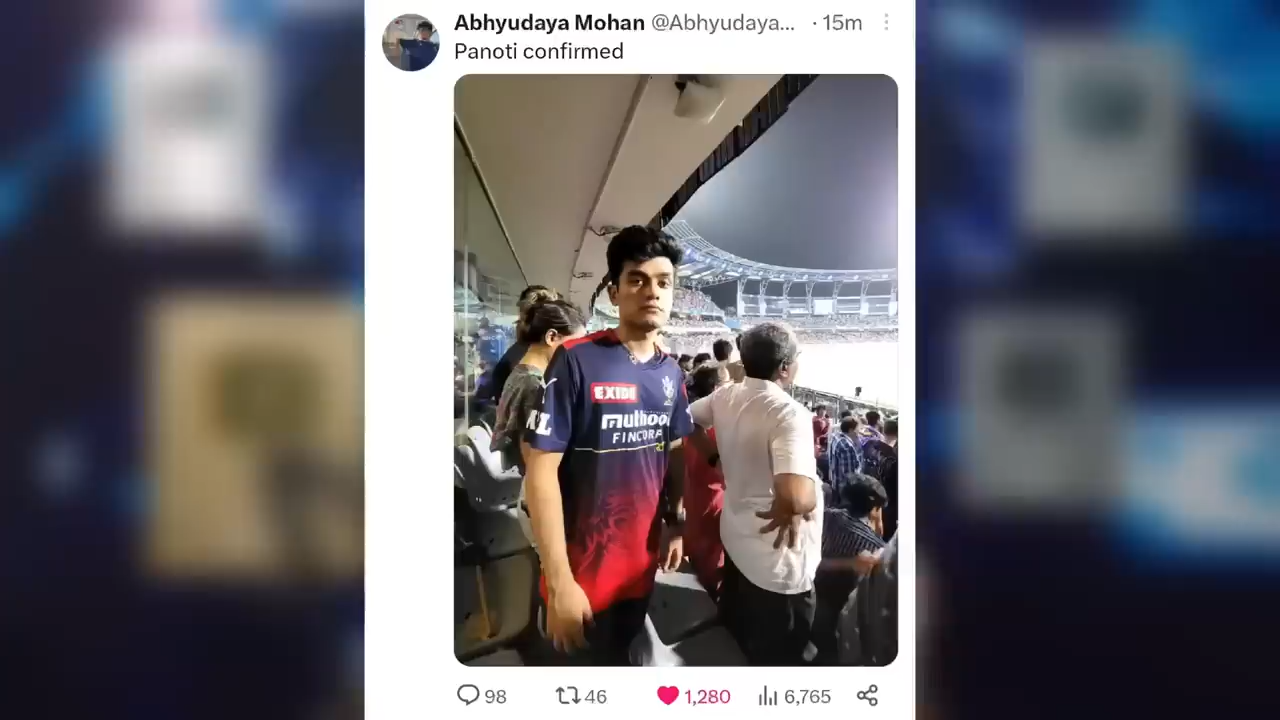 Abhyudaya Mohan @Abhyudaya... · 15m
Panoti confirmed
EXIDE
muthoot
FINCORP
98 46 1,280 6,765